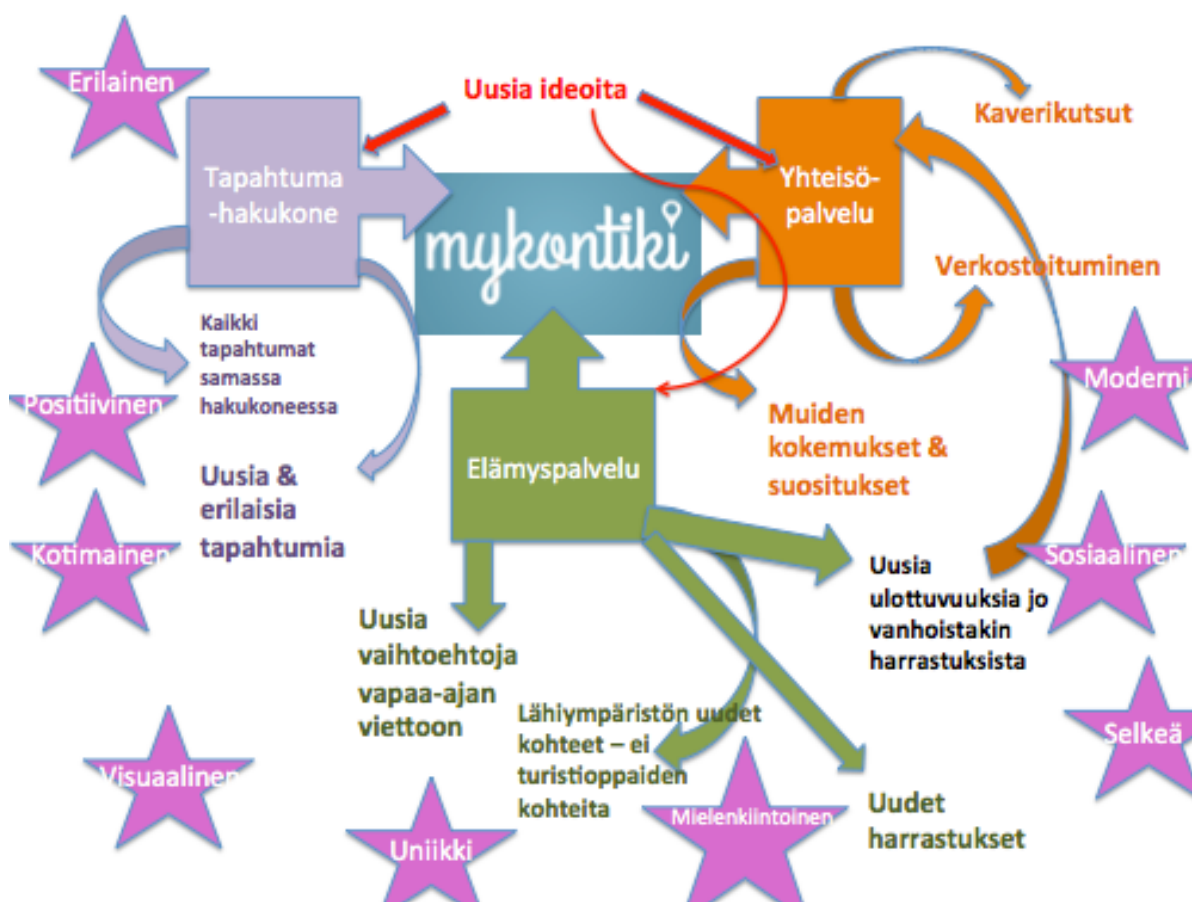 Erilainen
Uusia ideoita
Kaverikutsut
Tapahtuma
-hakukone
Yhteisö-
palvelu
mykontiki
Verkostoituminen
Kaikki
tapahtumat
samassa
hakukoneessa
Positiivinen
Moderni
Elämyspalvelu
Muiden
kokemukset &
suositukset
Uusia &
erilaisia
tapahtumia
Kotimainen
Sosiaalinen
Uusia
ulottuvuuksia jo
vanhoistakin
harrastuksista
Uusia
vaihtoehtoja
vapaa-ajan
viettoon
Lähiympäristön uudet
kohteet – ei
turistioppaiden
kohteita
Selkeä
Visuaalinen
Uniikki
Mielenkiintoinen
Uudet
harrastukset